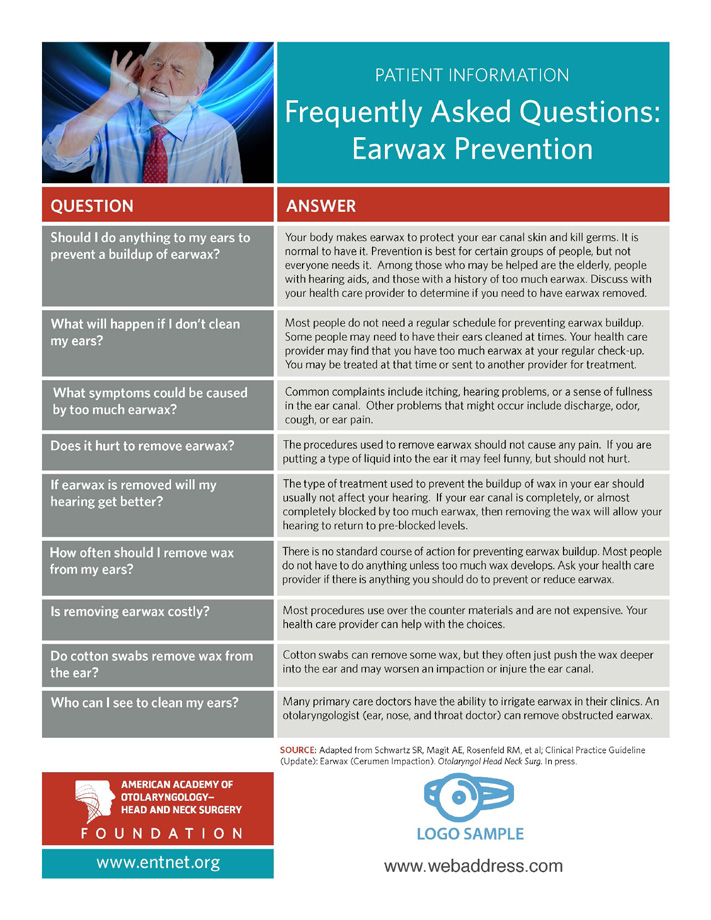 PATIENT INFORMATION
Frequently Asked Questions:
Earwax Prevention
QUESTION
ANSWER
Should I do anything to my ears to
prevent a buildup of earwax?
Your body makes earwax to protect your ear canal skin and kill germs. It is
normal to have it. Prevention is best for certain groups of people, but not
everyone needs it. Among those who may be helped are the elderly, people
with hearing aids, and those with a history of too much earwax. Discuss with
your health care provider to determine if you need to have earwax removed.
What will happen if I don't clean
my ears?
Most people do not need a regular schedule for preventing earwax buildup.
Some people may need to have their ears cleaned at times. Your health care
provider may find that you have too much earwax at your regular check-up.
You may be treated at that time or sent to another provider for treatment.
What symptoms could be caused
by too much earwax?
Common complaints include itching, hearing problems, or a sense of fullness
in the ear canal. Other problems that might occur include discharge, odor,
cough, or ear pain.
Does it hurt to remove earwax?
The procedures used to remove earwax should not cause any pain. If you are
putting a type of liquid into the ear it may feel funny, but should not hurt.
If earwax is removed will my
hearing get better?
The type of treatment used to prevent the buildup of wax in your ear should
usually not affect your hearing. If your ear canal is completely, or almost
completely blocked by too much earwax, then removing the wax will allow your
hearing to return to pre-blocked levels.
How often should I remove wax
from my ears?
There is no standard course of action for preventing earwax buildup. Most people
do not have to do anything unless too much wax develops. Ask your health care
provider if there is anything you should do to prevent or reduce earwax.
Is removing earwax costly?
Most procedures use over the counter materials and are not expensive. Your
health care provider can help with the choices.
Do cotton swabs remove wax from
the ear?
Cotton swabs can remove some wax, but they often just push the wax deeper
into the ear and may worsen an impaction or injure the ear canal.
Who can I see to clean my ears?
Many primary care doctors have the ability to irrigate earwax in their clinics. An
otolaryngologist (ear, nose, and throat doctor) can remove obstructed earwax.
SOURCE: Adapted from Schwartz SR, Magit AE, Rosenfeld RM, et al; Clinical Practice Guideline
(Update): Earwax (Cerumen Impaction). Otolaryngol Head Neck Surg. In press.
AMERICAN ACADEMY OF
OTOLARYNGOLOGY–
HEAD AND NECK SURGERY
FOUNDATION
www.entnet.org
LOGO SAMPLE
www.webaddress.com